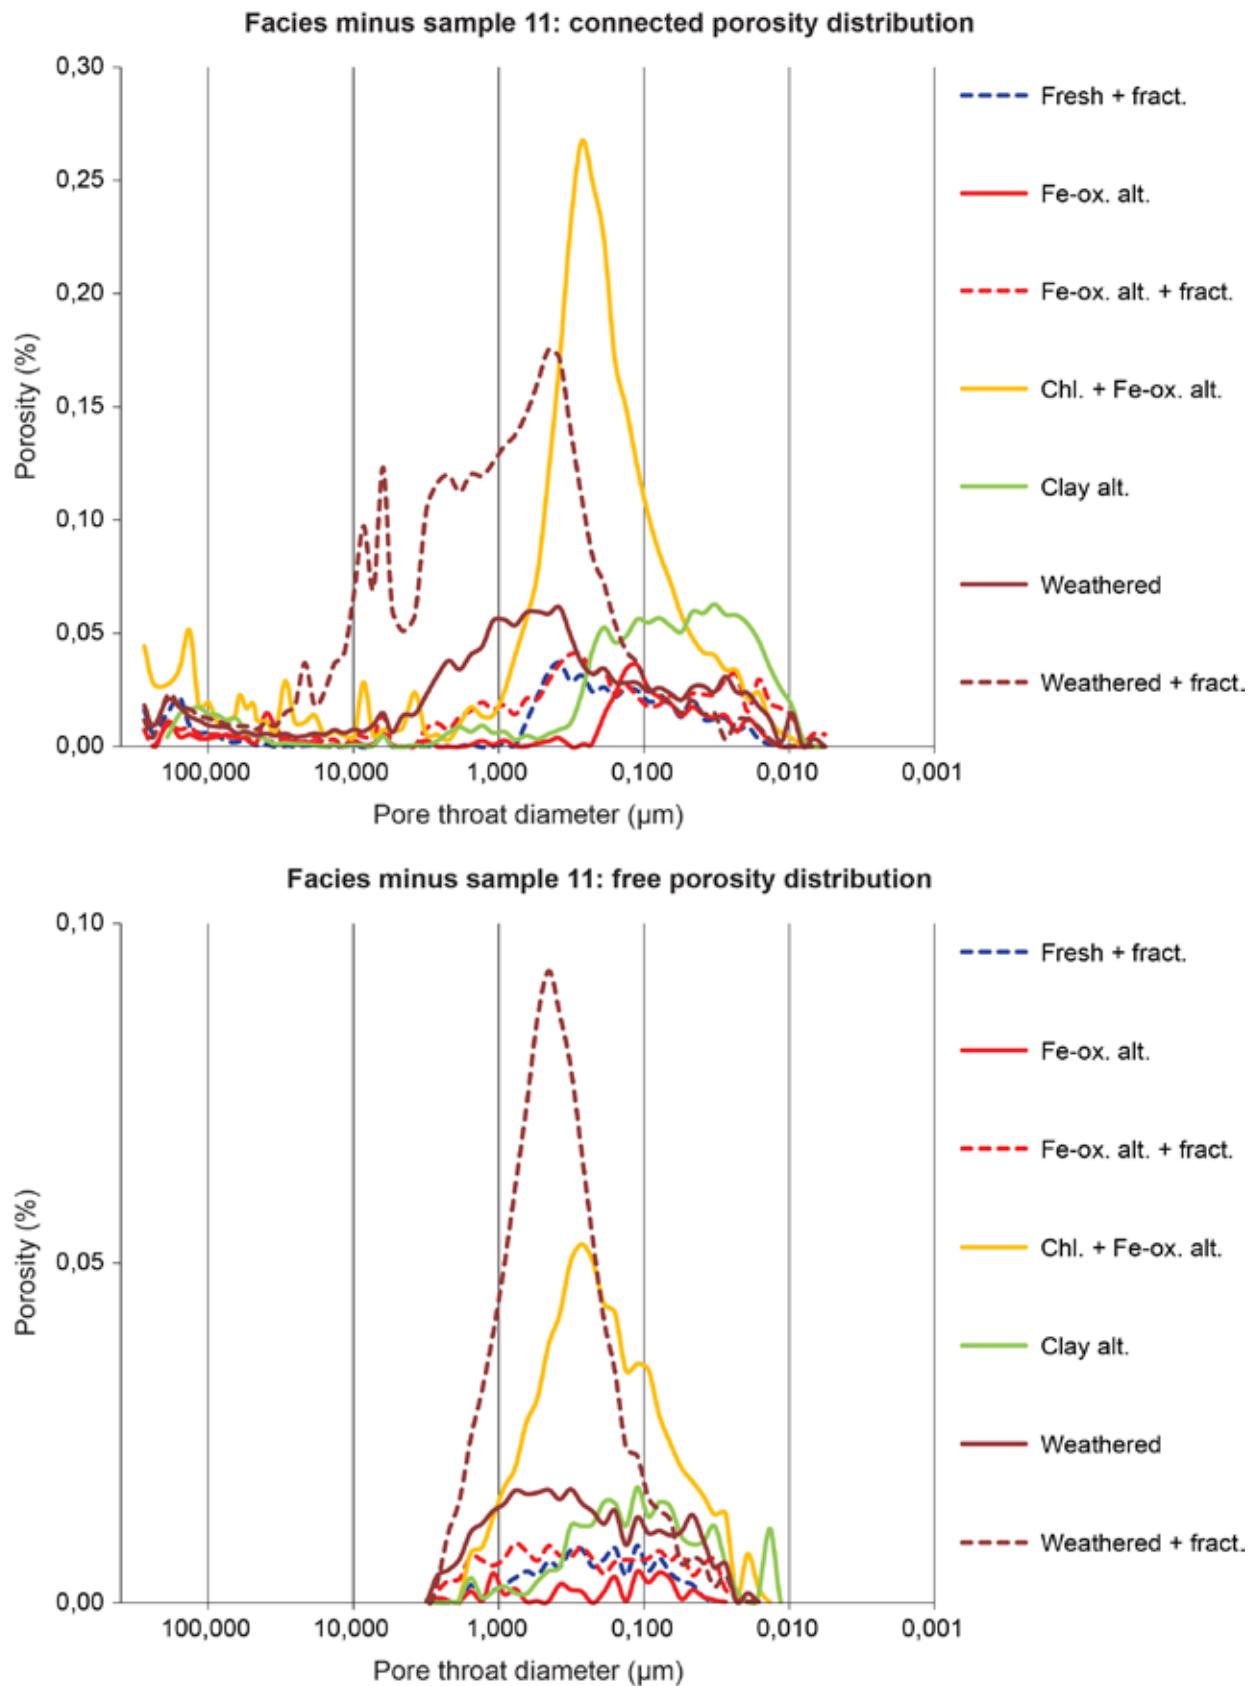 Facies minus sample 11: connected porosity distribution
0,30
0,25
0,20
0,15
0,10
0,05
0,00
Porosity (%)
100,000 10,000 1,000 0,100 0,010 0,001
Pore throat diameter (µm)
Fresh + fract.
Fe-ox. alt.
Fe-ox. alt. + fract.
Chl. + Fe-ox. alt.
Clay alt.
Weathered
Weathered + fract.
Facies minus sample 11: free porosity distribution
0,10
0,05
0,00
Porosity (%)
100,000 10,000 1,000 0,100 0,010 0,001
Pore throat diameter (µm)
Fresh + fract.
Fe-ox. alt.
Fe-ox. alt. + fract.
Chl. + Fe-ox. alt.
Clay alt.
Weathered
Weathered + fract.